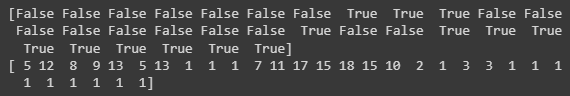 [False False False False False False False  True  True  True False False
 False False False False False False False  True False False  True  True  True
  True  True  True  True  True  True]
[ 5 12  8  9 13  5 13  1  1  1  7 11 17 15 18 15 10  2  1  3  3  1  1  1
  1  1  1  1  1  1]